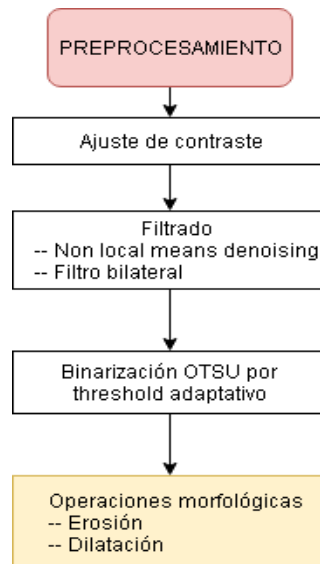 PREPROCESAMIENTO
Ajuste de contraste
Filtrado
-- Non local means denoising
-- Filtro bilateral
Binarización OTSU por
threshold adaptativo
Operaciones morfológicas
-- Erosión
-- Dilatación